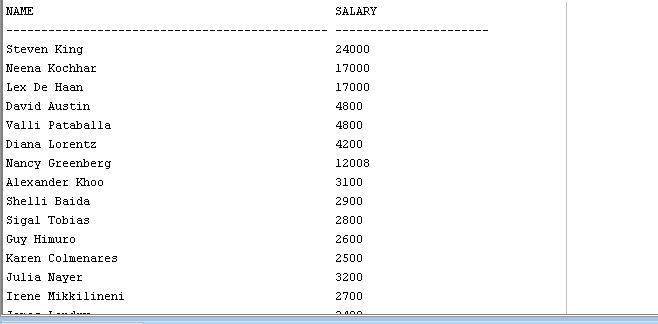 NAME SALARY
----------------------------------------------- ----------------------
Steven King 24000
Neena Kochhar 17000
Lex De Haan 17000
David Austin 4800
Valli Pataballa 4800
Diana Lorentz 4200
Nancy Greenberg 12008
Alexander Khoo 3100
Shelli Baida 2900
Sigal Tobias 2800
Guy Himuro 2600
Karen Colmenares 2500
Julia Nayer 3200
Irene Mikkilineni 2700